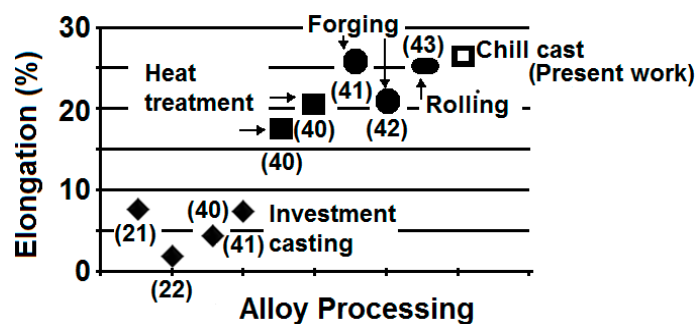 Elongation (%)
30
20
10
0
Forging
(43)
Chill cast
(Present work)
Heat
treatment
(41)
Rolling
(40)
(42)
(40)
(40)
Investment
casting
(21)
(41)
(22)
Alloy Processing